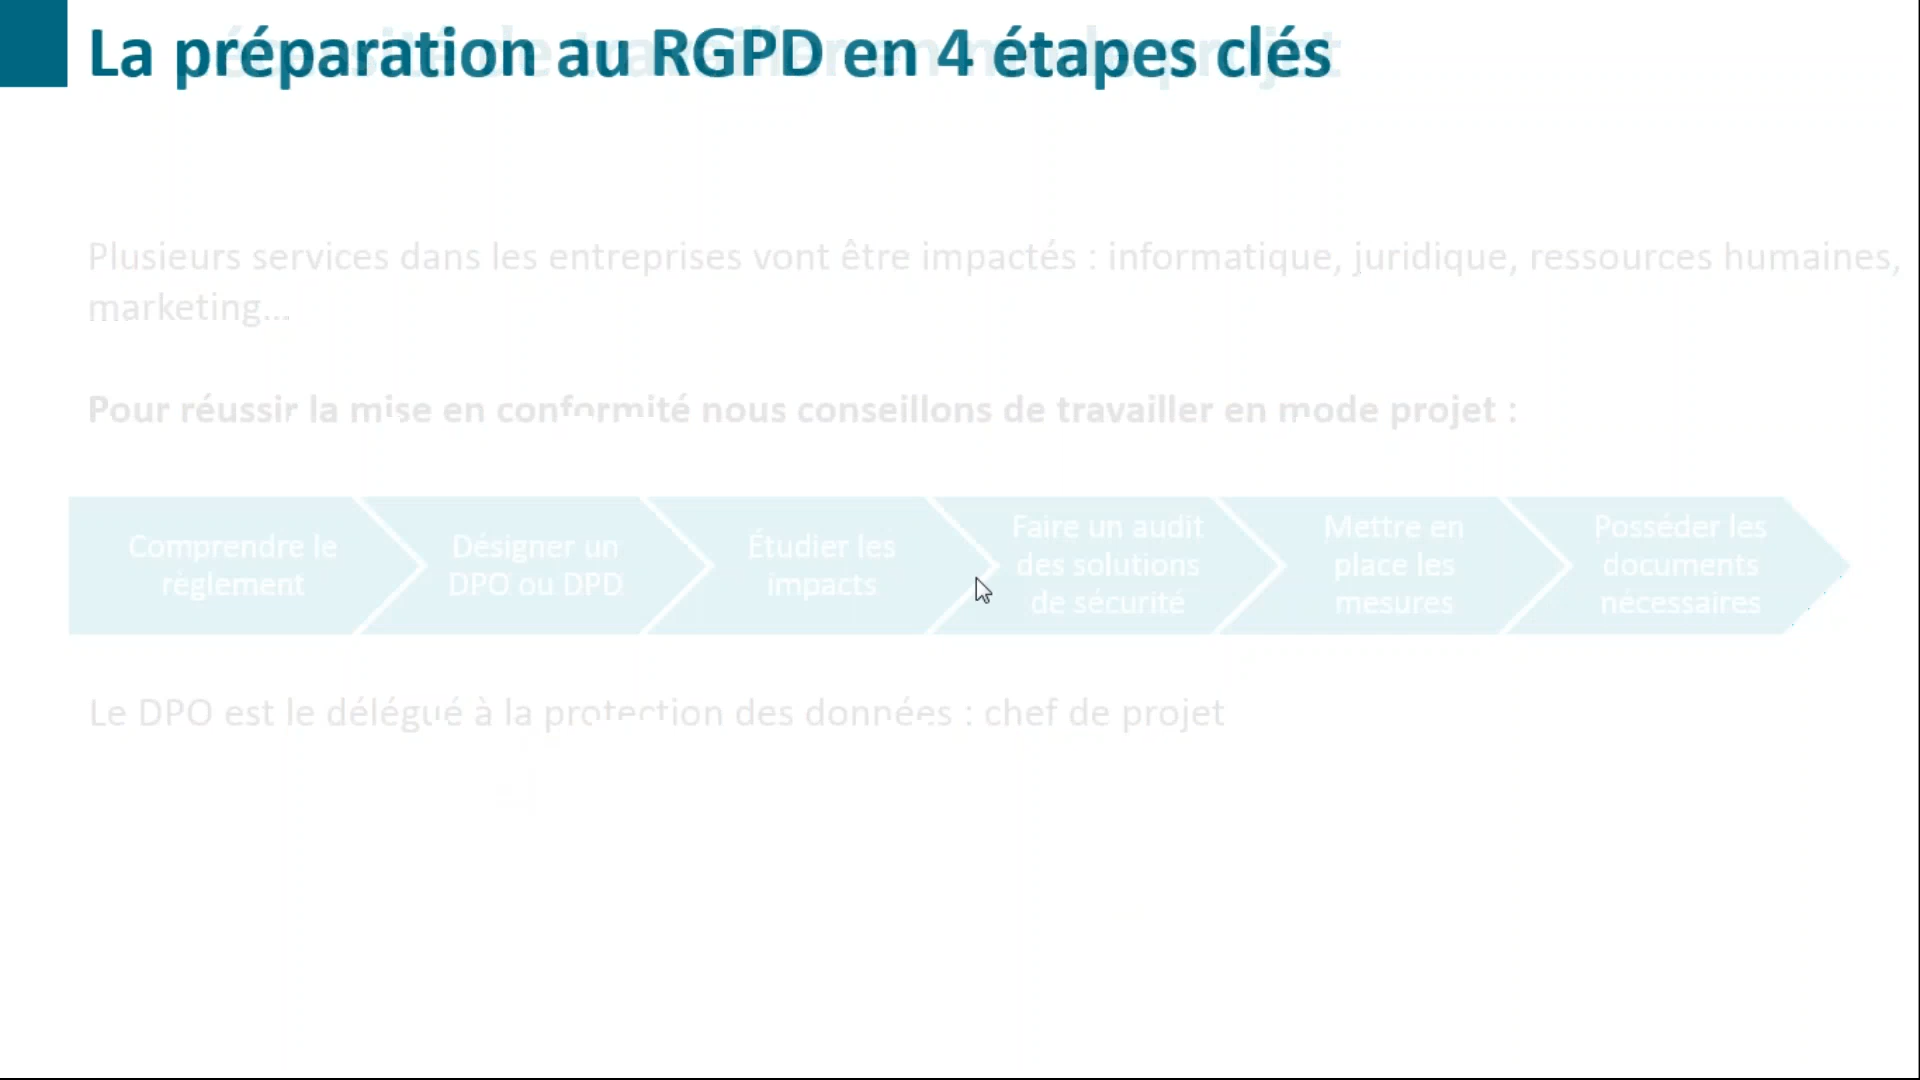 La préparation au RGPD en 4 étapes clés
Plusieurs services dans les entreprises vont être impactés : informatique, juridique, ressources humaines,
marketing...
Pour réussir la mise en conformité nous conseillons de travailler en mode projet :
Comprendre le
règlement
Désigner un
DPO ou DPD
Étudier les
impacts
Faire un audit
des solutions
de sécurité
Mettre en
place les
mesures
Posséder les
documents
nécessaires
Le DPO est le délégué à la protection des données : chef de projet